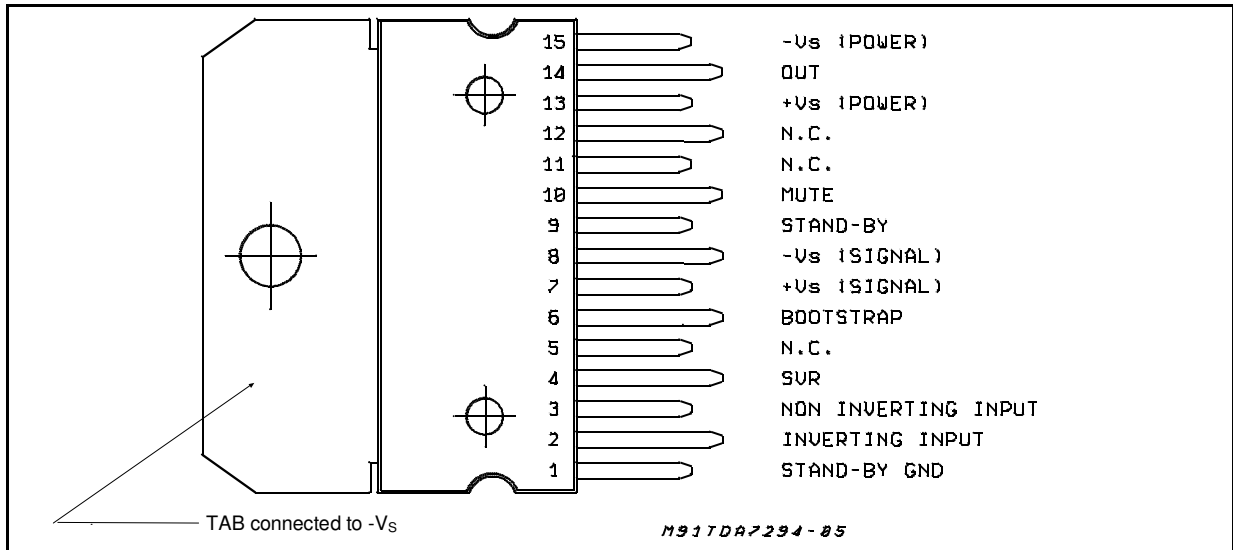 15 -Vs (POWER)
14 OUT
13 +Vs (POWER)
12 N.C.
11 N.C.
10 MUTE
9 STAND-BY
8 -Vs (SIGNAL)
7 +Vs (SIGNAL)
6 BOOTSTRAP
5 N.C.
4 SVR
3 NON INVERTING INPUT
2 INVERTING INPUT
1 STAND-BY GND
TAB connected to -VS
M91TDA7294-05